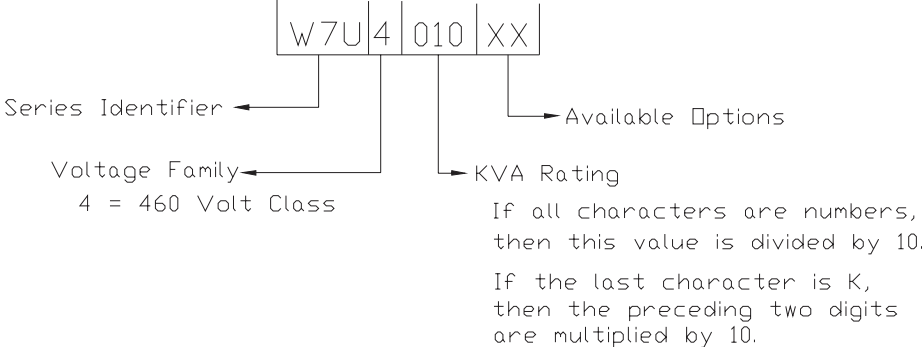 W7U 4 010 XX
Series Identifier
Available Options
Voltage Family
4 = 460 Volt Class
KVA Rating
If all characters are numbers,
then this value is divided by 10.
If the last character is K,
then the preceding two digits
are multiplied by 10.